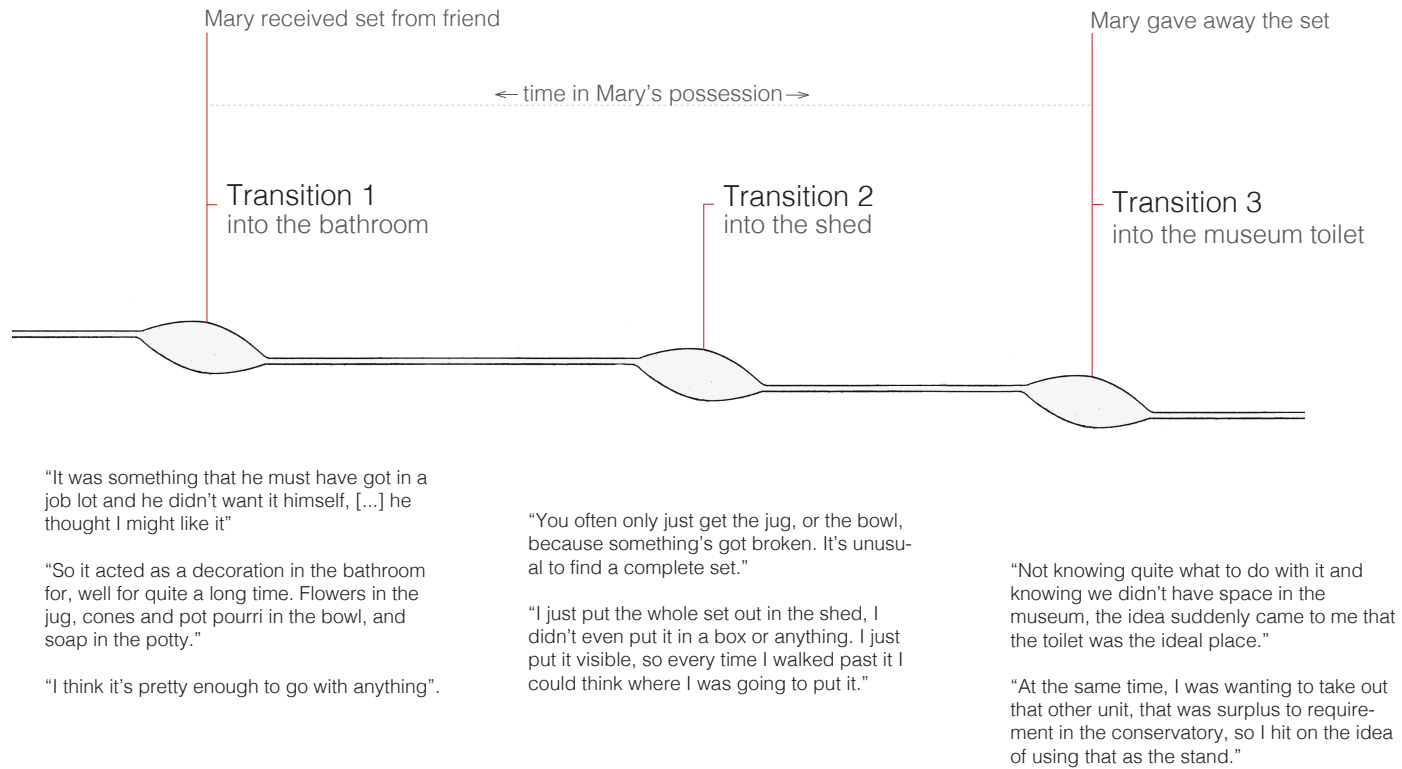 Mary received set from friend
Mary gave away the set
←time in Mary’s possession→
Transition 1
into the bathroom
Transition 2
into the shed
Transition 3
into the museum toilet
“It was something that he must have got in a
job lot and he didn’t want it himself, [...] he
thought I might like it”
“So it acted as a decoration in the bathroom
for, well for quite a long time. Flowers in the
jug, cones and pot pourri in the bowl, and
soap in the potty.”
“I think it’s pretty enough to go with anything”.
“You often only just get the jug, or the bowl,
because something’s got broken. It’s unusu-
al to find a complete set.”
“I just put the whole set out in the shed, I
didn’t even put it in a box or anything. I just
put it visible, so every time I walked past it I
could think where I was going to put it.”
“Not knowing quite what to do with it and
knowing we didn’t have space in the
museum, the idea suddenly came to me that
the toilet was the ideal place.”
“At the same time, I was wanting to take out
that other unit, that was surplus to require-
ment in the conservatory, so I hit on the idea
of using that as the stand.”